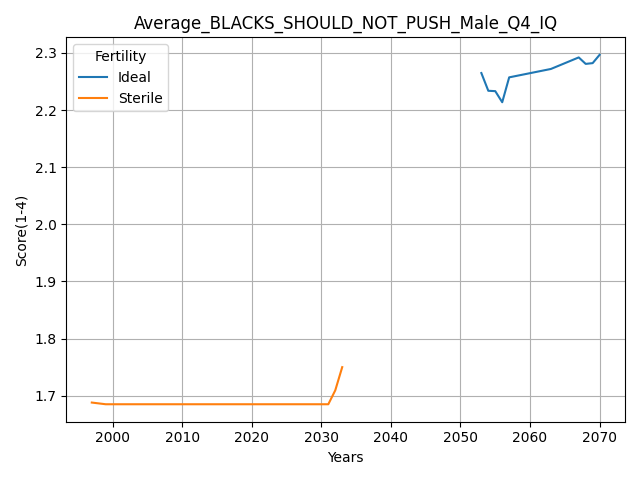 Average_BLACKS_SHOULD_NOT_PUSH_Male_Q4_IQ
Fertility
Ideal
Sterile
Score(1-4)
2.3
2.2
2.1
2.0
1.9
1.8
1.7
2000 2010 2020 2030 2040 2050 2060 2070
Years